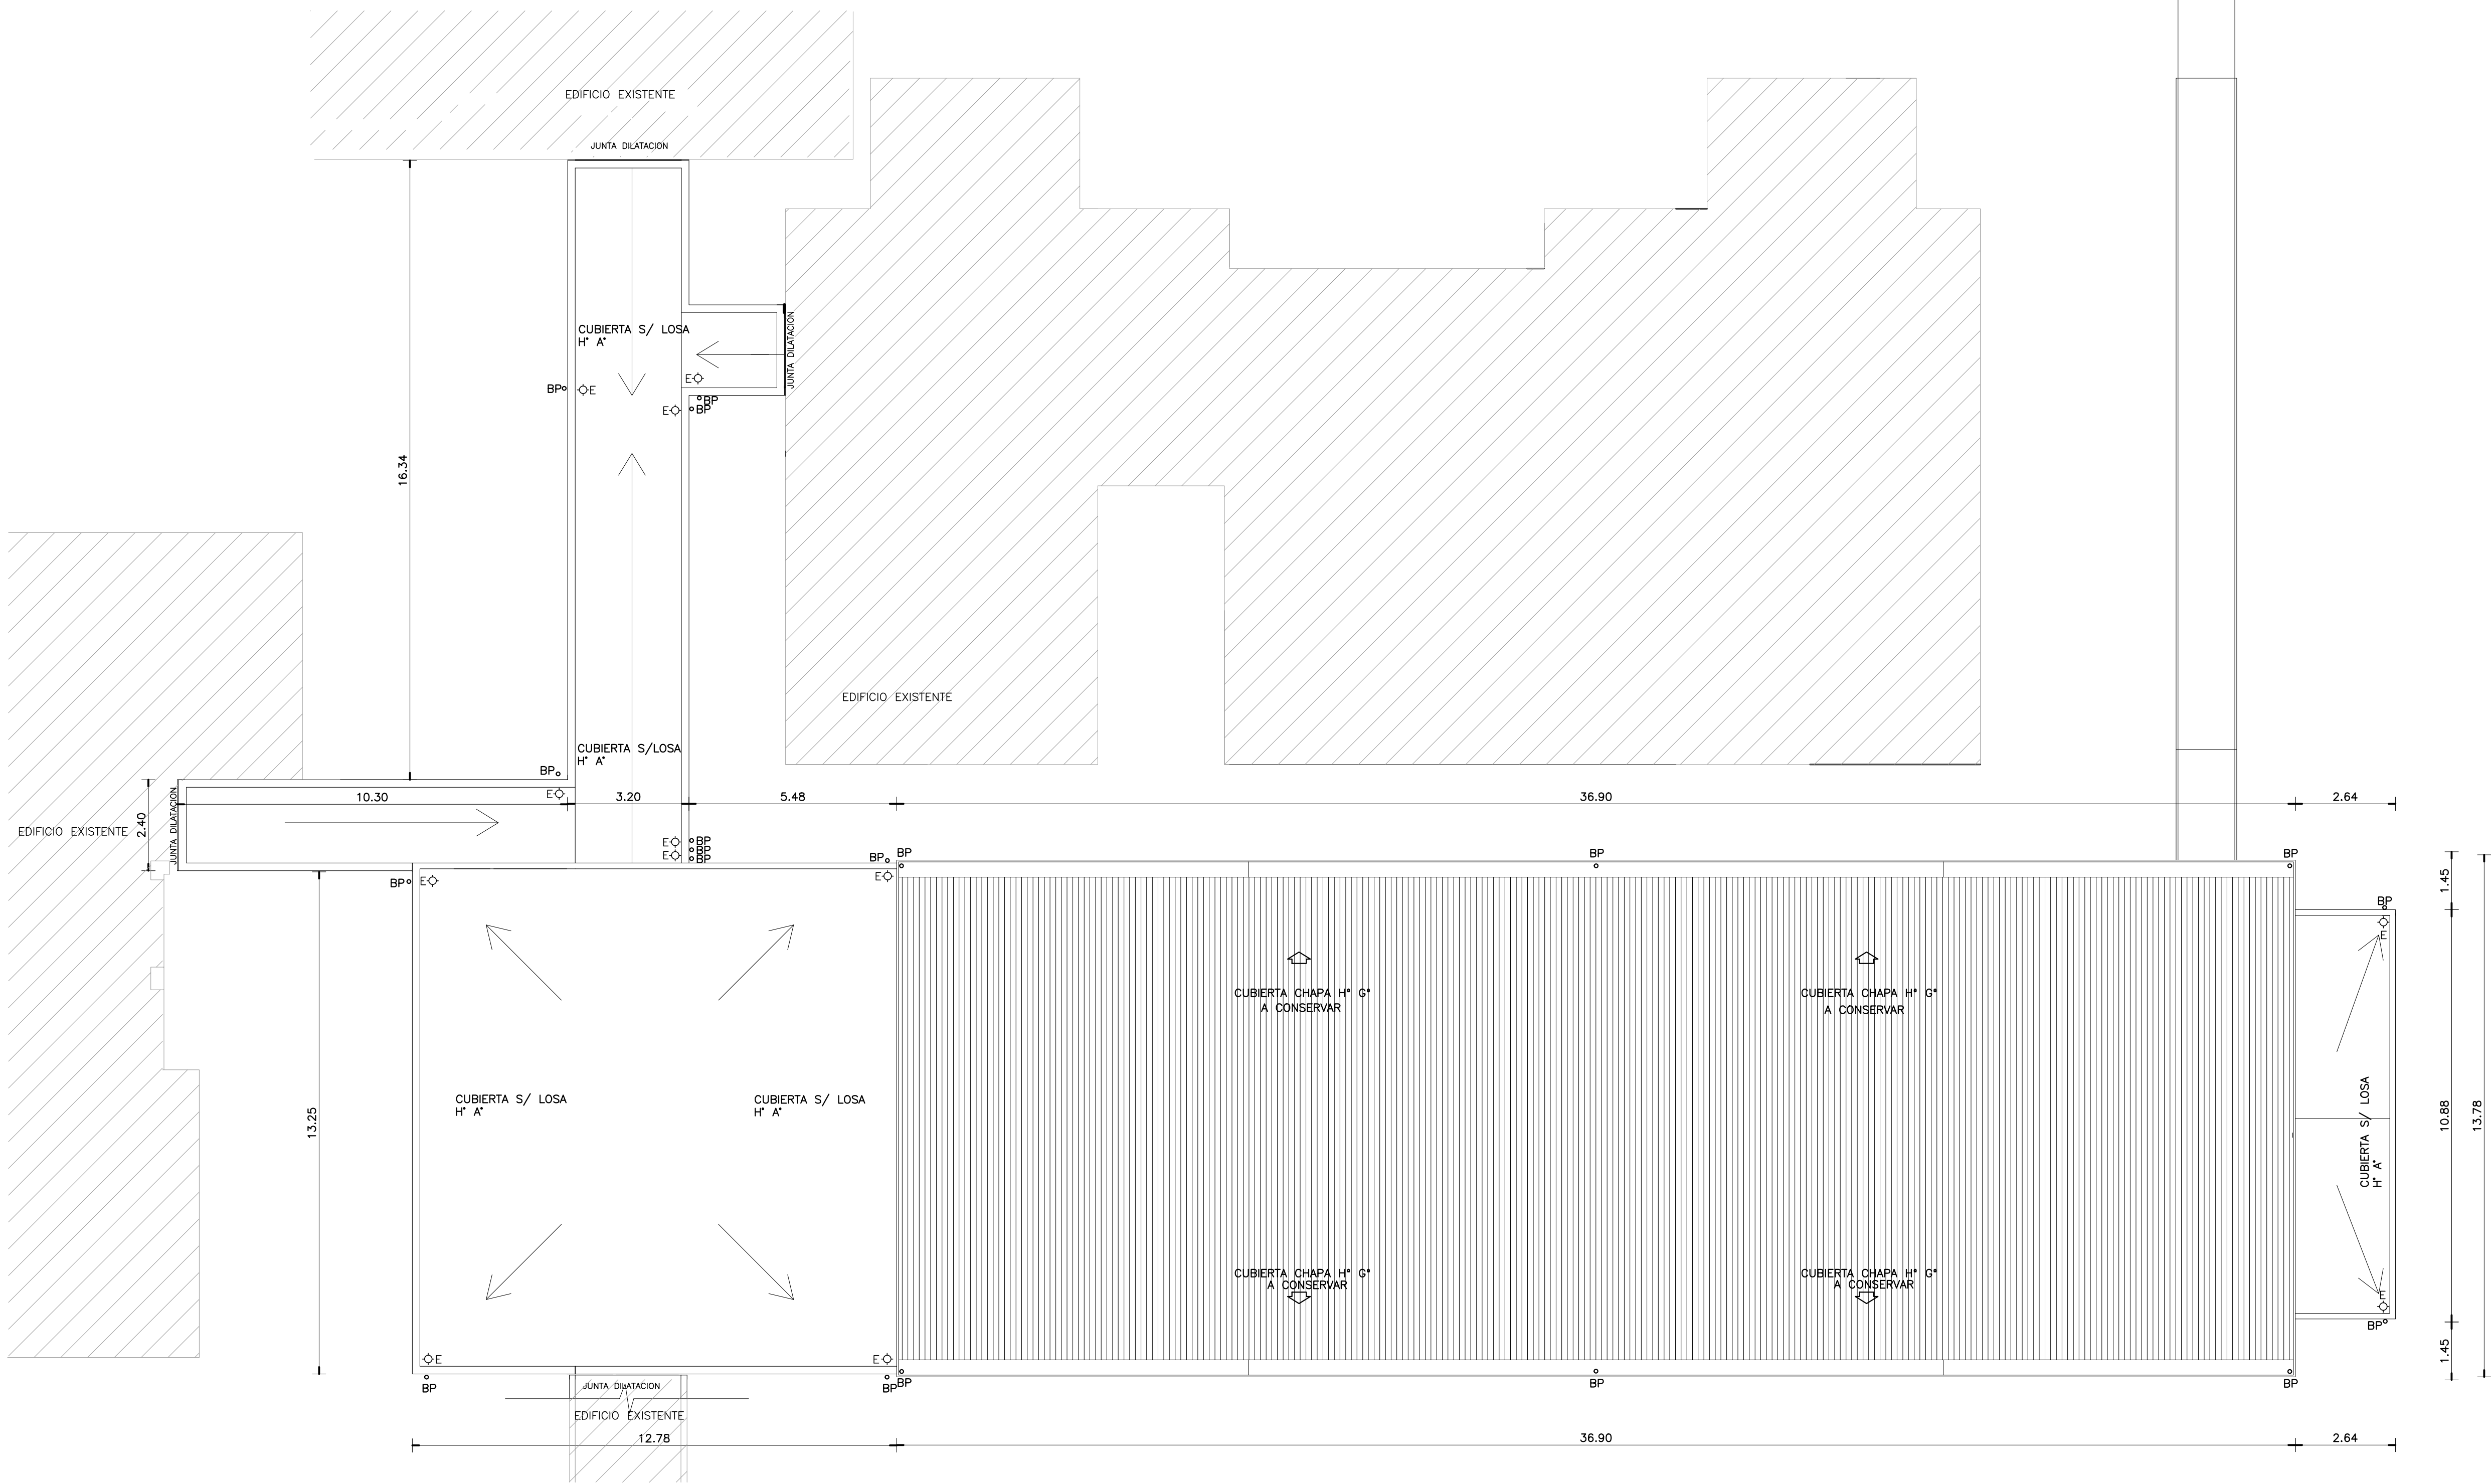 EDIFICIO EXISTENTE
JUNTA DILATACION
CUBIERTA S/ LOSA
H° A°
JUNTA DILATACION
BP
E
E
BP
E
BP
16.34
EDIFICIO EXISTENTE
CUBIERTA S/LOSA
H° A°
BP
E
10.30
3.20
5.48
36.90
2.64
2.40
JUNTA DILATACION
EDIFICIO EXISTENTE
E
BP
BP
E
BP
BP
BP
BP
BP
BP
E
E
1.45
BP
E
CUBIERTA CHAPA H° G°
A CONSERVAR
CUBIERTA CHAPA H° G°
A CONSERVAR
13.25
CUBIERTA S/ LOSA
H° A°
CUBIERTA S/ LOSA
H° A°
CUBIERTA S/ LOSA
H° A°
10.88
13.78
CUBIERTA CHAPA H° G°
A CONSERVAR
CUBIERTA CHAPA H° G°
A CONSERVAR
E
BP
1.45
E
E
BP
BP
BP
BP
BP
JUNTA DILATACION
EDIFICIO EXISTENTE
12.78
36.90
2.64